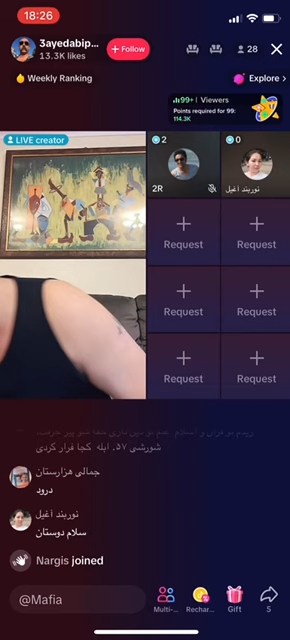 18:26
3ayedabip...
13.3K likes
+ Follow
28
Weekly Ranking
Explore >
99+ | Viewers
Points required for 99:
114.3K
LIVE creator
2
0
2R
نوربند آغیل
Request
Request
Request
Request
Request
Request
شورشی ۵۷. ابله کجا فرار کردی
جمالی هزارستان
درود
نوربند آغیل
سلام دوستان
Nargis joined
@Mafia
Multi-...
Rechar...
Gift
5